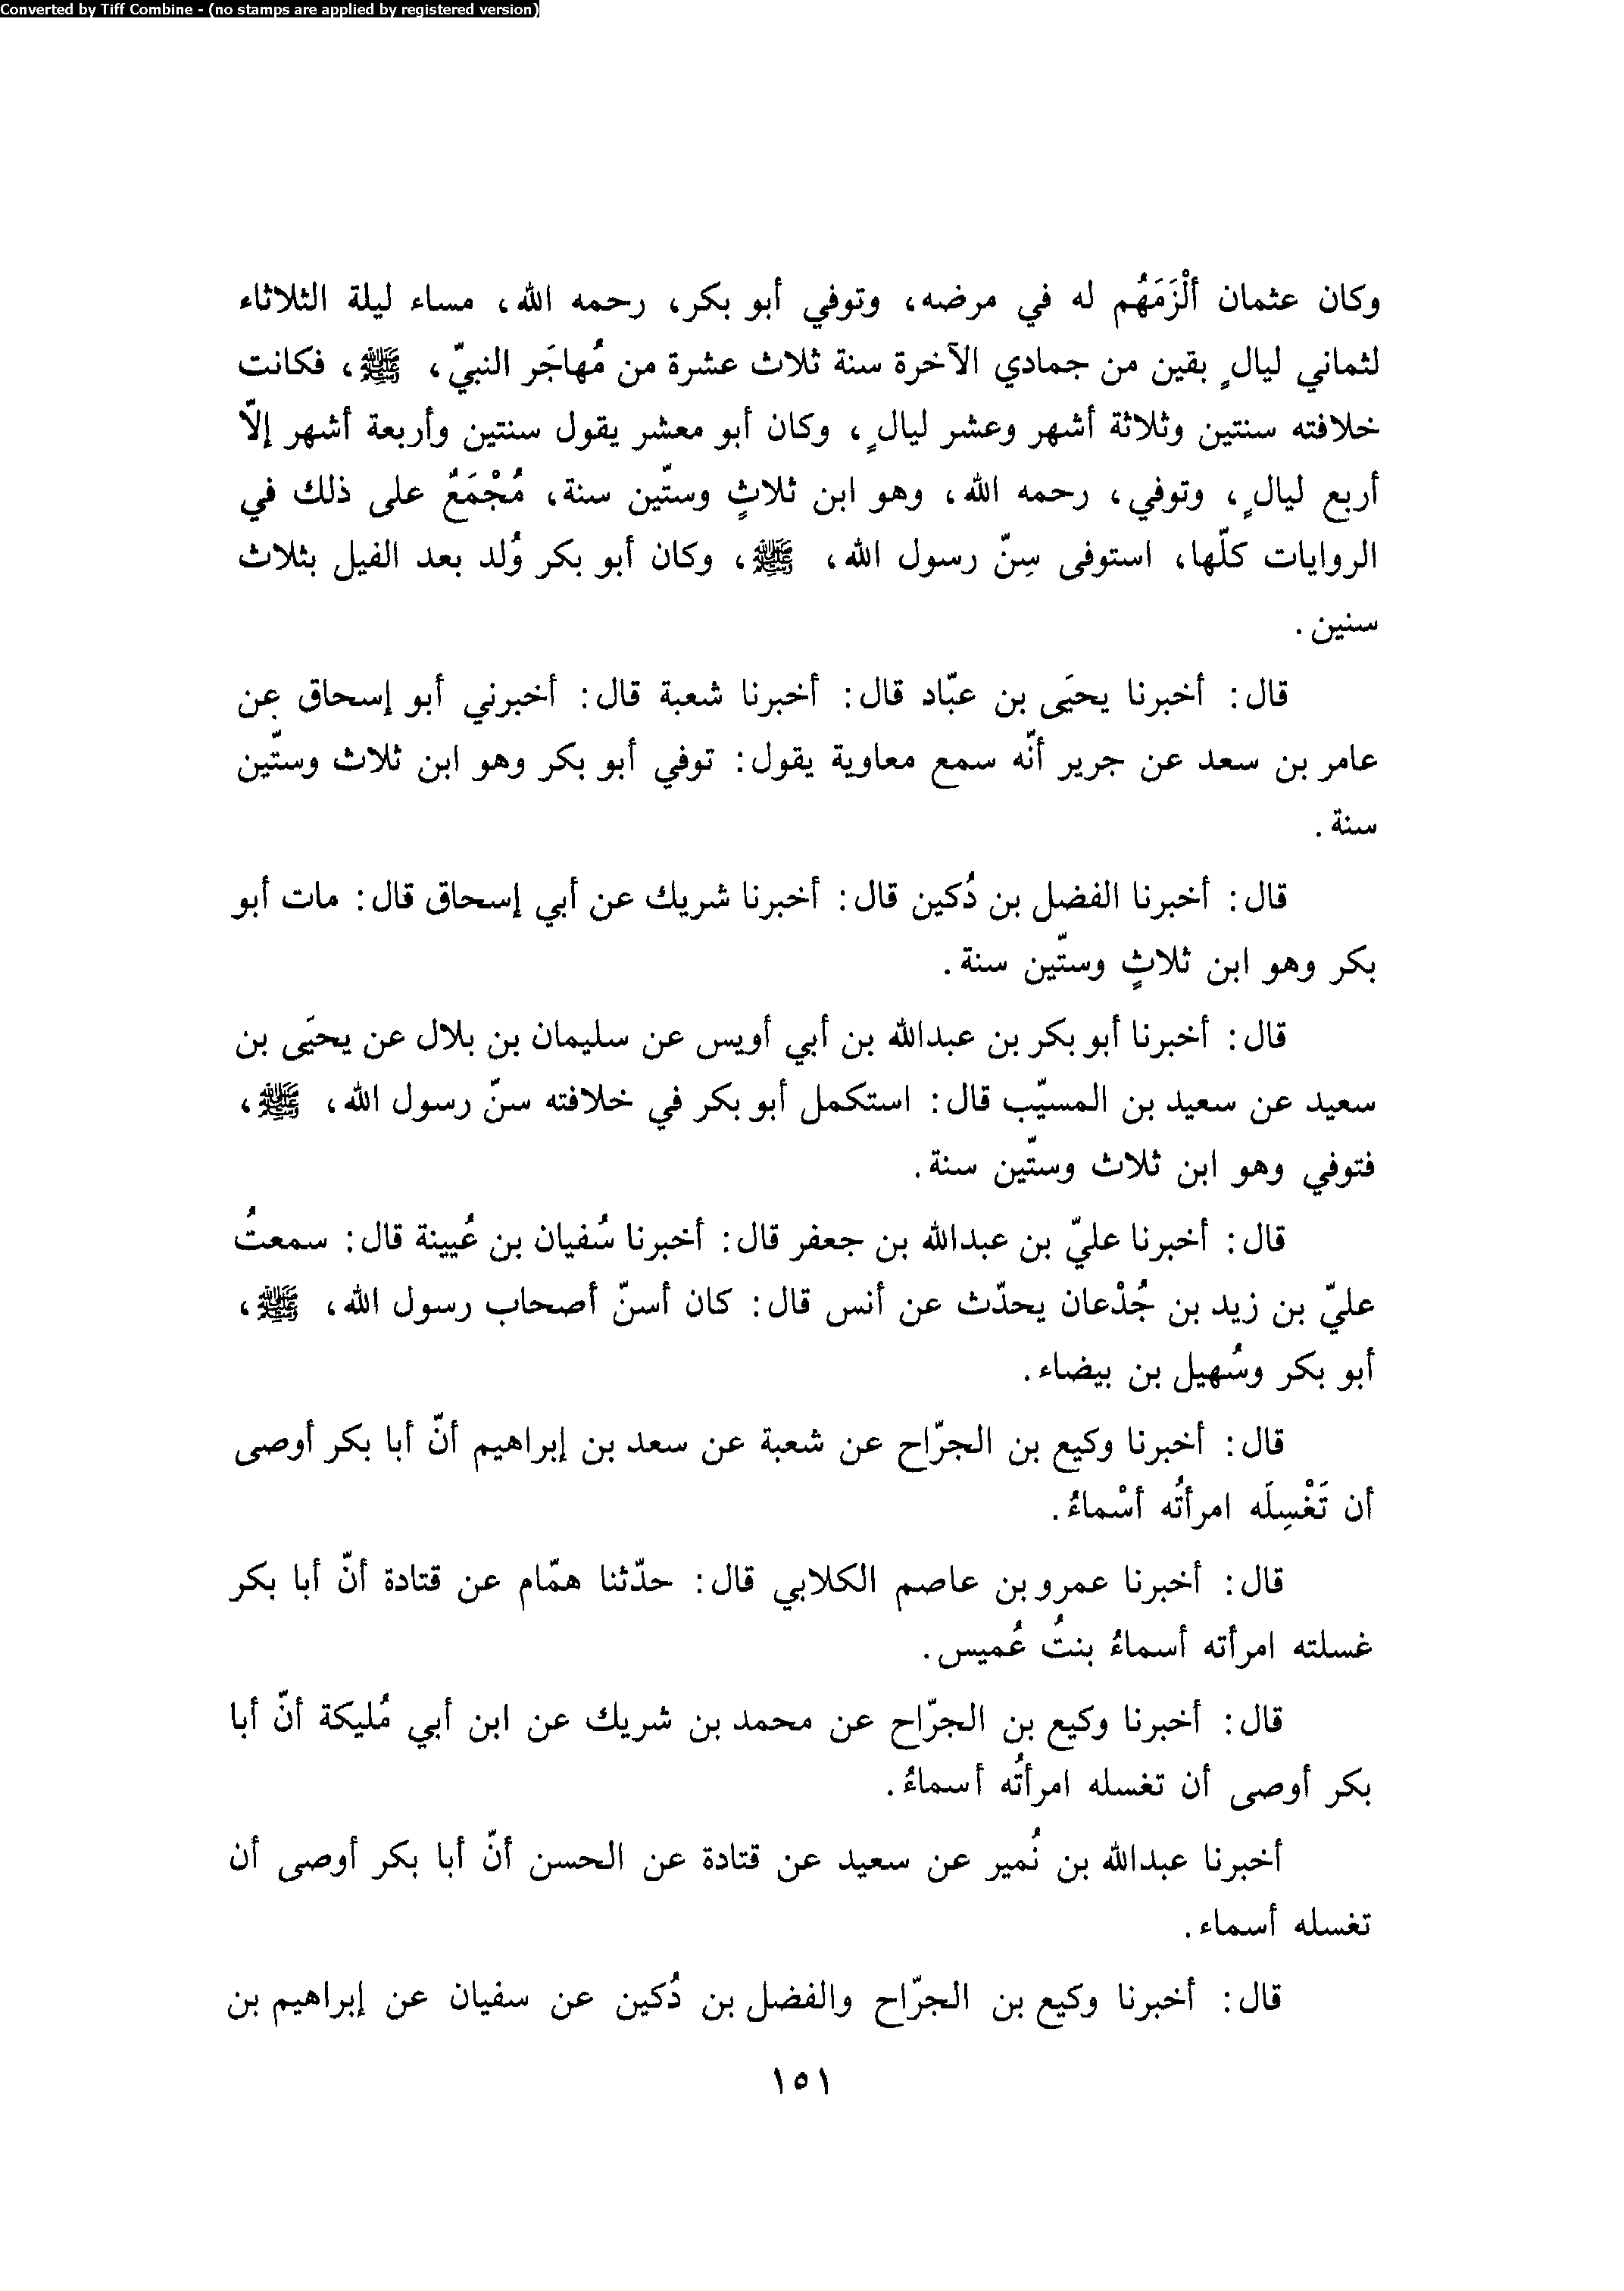 Converted by Tiff Combine - (no stamps are applied by registered version)
وكان عثمان ألْزَمَهُم له في مرضه، وتوفي أبو بكر، رحمه الله، مساء ليلة الثلاثاء
لثماني ليالٍ بقين من جمادي الآخرة سنة ثلاث عشرة من مُهاجَر النبيّ، ﷺ، فكانت
خلافته سنتين وثلاثة أشهر وعشر ليالٍ، وكان أبو معشر يقول سنتين وأربعة أشهر إلاّ
أربع ليالٍ، وتوفي، رحمه الله، وهو ابن ثلاثٍ وستّين سنة، مُجْمَعٌ على ذلك في
الروايات كلّها، استوفى سِنّ رسول الله، ﷺ، وكان أبو بكر وُلد بعد الفيل بثلاث
سنين.
قال: أخبرنا يحيَى بن عبّاد قال: أخبرنا شعبة قال: أخبرني أبو إسحاق عن
عامر بن سعد عن جرير أنّه سمع معاوية يقول: توفي أبو بكر وهو ابن ثلاث وستّين
سنة.
قال: أخبرنا الفضل بن دُكين قال: أخبرنا شريك عن أبي إسحاق قال: مات أبو
بكر وهو ابن ثلاثٍ وستّين سنة.
قال: أخبرنا أبو بكر بن عبدالله بن أبي أويس عن سليمان بن بلال عن يحيَى بن
سعيد عن سعيد بن المسيّب قال: استكمل أبو بكر في خلافته سنّ رسول الله، ﷺ،
فتوفي وهو ابن ثلاث وستّين سنة.
قال: أخبرنا عليّ بن عبدالله بن جعفر قال: أخبرنا سُفيان بن عُيينة قال: سمعتُ
عليّ بن زيد بن جُدْعان يحدّث عن أنس قال: كان أسنّ أصحاب رسول الله، ﷺ،
أبو بكر وسُهيل بن بيضاء.
قال: أخبرنا وكيع بن الجرّاح عن شعبة عن سعد بن إبراهيم أنّ أبا بكر أوصى
أن تَغْسِلَه امرأتُه أسْماءُ.
قال: أخبرنا عمرو بن عاصم الكلابي قال: حدّثنا همّام عن قتادة أنّ أبا بكر
غسلته امرأته أسماءُ بنتُ عُميس.
قال: أخبرنا وكيع بن الجرّاح عن محمد بن شريك عن ابن أبي مُليكة أنّ أبا
بكر أوصى أن تغسله امرأتُه أسماءُ.
أخبرنا عبدالله بن نُمير عن سعيد عن قتادة عن الحسن أنّ أبا بكر أوصى أن
تغسله أسماء.
قال: أخبرنا وكيع بن الجرّاح والفضل بن دُكين عن سفيان عن إبراهيم بن
١٥١